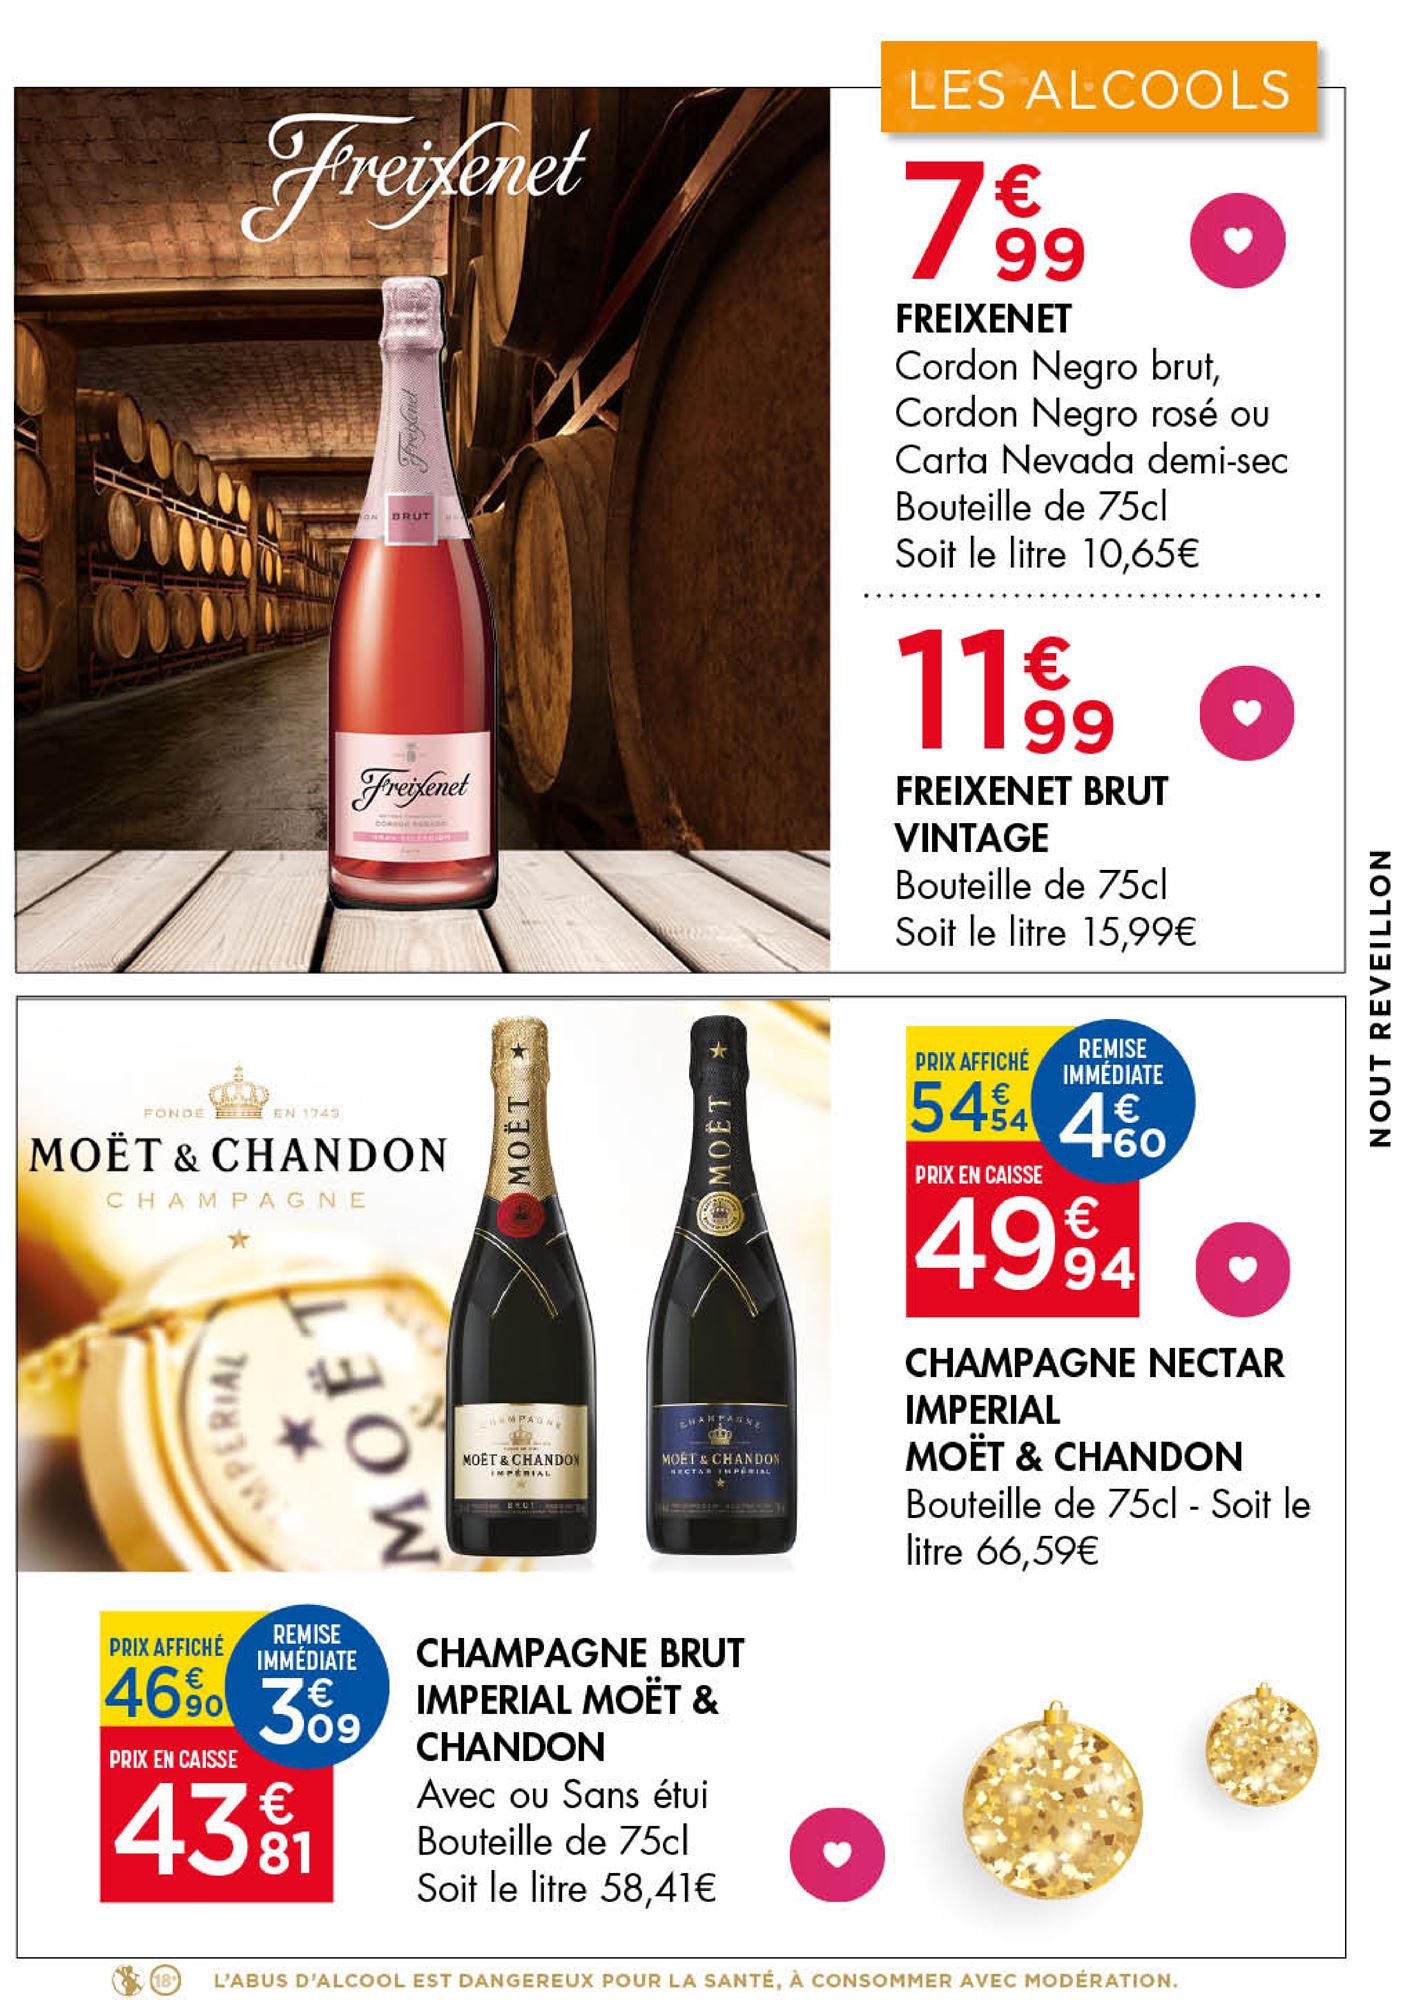 LES ALCOOLS
Freixenet
Freixenet
BRUT
Freixenet
7€99
FREIXENET
Cordon Negro brut,
Cordon Negro rosé ou
Carta Nevada demi-sec
Bouteille de 75cl
Soit le litre 10,65€
11€99
FREIXENET BRUT
VINTAGE
Bouteille de 75cl
Soit le litre 15,99€
NOUT REVEILLON
FONDÉ EN 1743
MOËT & CHANDON
CHAMPAGNE
IMPERIAL
MOËT
MOËT
CHAMPAGNE
MOËT & CHANDON
IMPÉRIAL
BRUT
MOËT
CHAMPAGNE
MOËT & CHANDON
NECTAR IMPÉRIAL
PRIX AFFICHÉ
54€54
REMISE
IMMÉDIATE
4€60
PRIX EN CAISSE
49€94
CHAMPAGNE NECTAR
IMPERIAL
MOËT & CHANDON
Bouteille de 75cl - Soit le
litre 66,59€
PRIX AFFICHÉ
46€90
REMISE
IMMÉDIATE
3€09
PRIX EN CAISSE
43€81
CHAMPAGNE BRUT
IMPERIAL MOËT &
CHANDON
Avec ou Sans étui
Bouteille de 75cl
Soit le litre 58,41€
18+
L'ABUS D'ALCOOL EST DANGEREUX POUR LA SANTÉ, À CONSOMMER AVEC MODÉRATION.